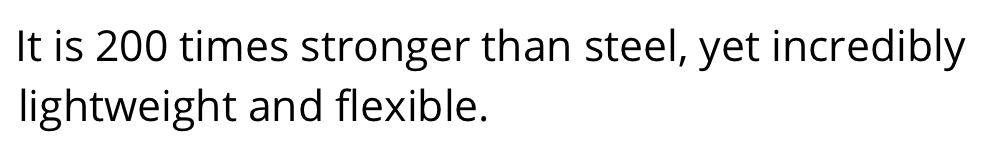 It is 200 times stronger than steel, yet incredibly
lightweight and flexible.